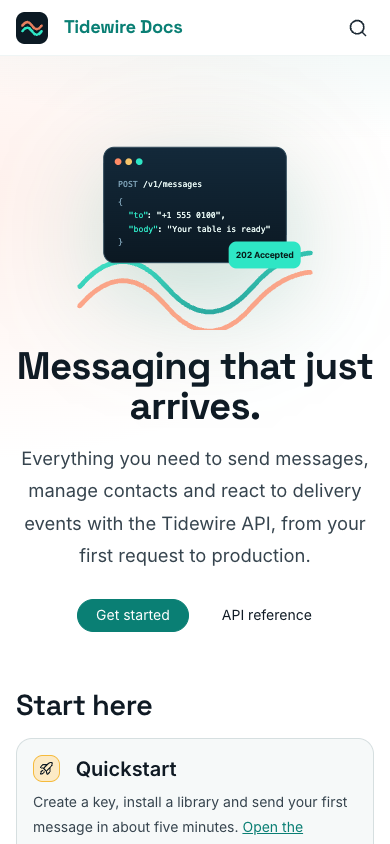 Tidewire Docs
POST /v1/messages
{
"to": "+1 555 0100",
"body": "Your table is ready"
}
202 Accepted
Messaging that just
arrives.
Everything you need to send messages,
manage contacts and react to delivery
events with the Tidewire API, from your
first request to production.
Get started
API reference
Start here
Quickstart
Create a key, install a library and send your first
message in about five minutes. Open the